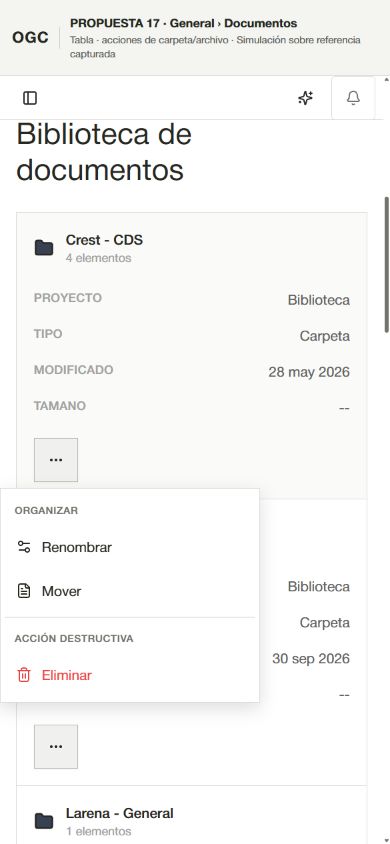 OGC
PROPUESTA 17 · General › Documentos
Tabla · acciones de carpeta/archivo · Simulación sobre referencia
capturada
Biblioteca de
documentos
Crest - CDS
4 elementos
PROYECTO Biblioteca
TIPO Carpeta
MODIFICADO 28 may 2026
TAMANO --
...
ORGANIZAR
Renombrar
Mover
ACCIÓN DESTRUCTIVA
Eliminar
Biblioteca
Carpeta
30 sep 2026
--
...
Larena - General
1 elementos